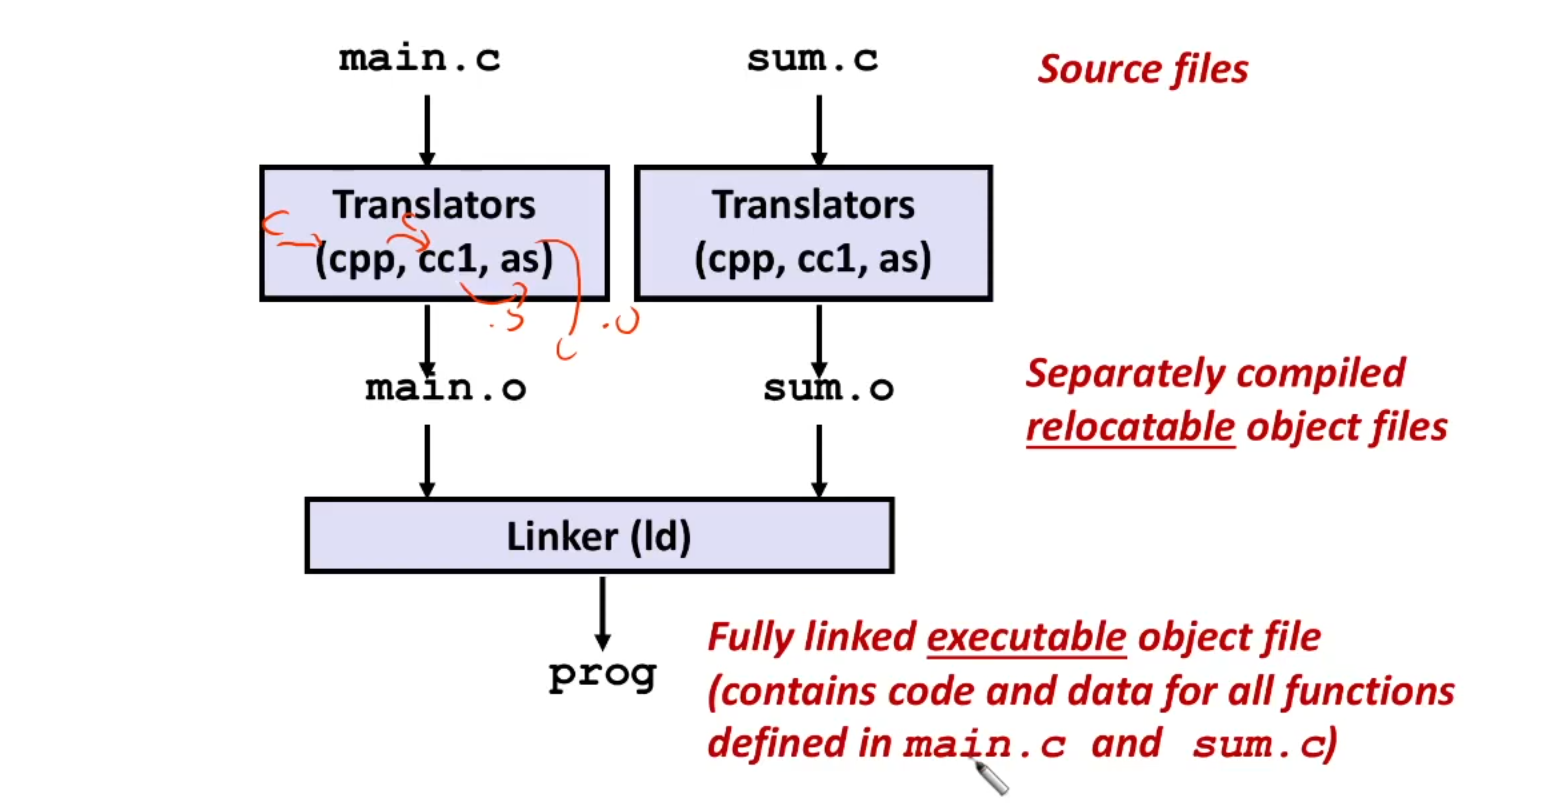 main.c
sum.c
Source files
Translators
(cpp, cc1, as)
Translators
(cpp, cc1, as)
.s
.o
main.o
sum.o
Separately compiled
relocatable object files
Linker (ld)
prog
Fully linked executable object file
(contains code and data for all functions
defined in main.c and sum.c)